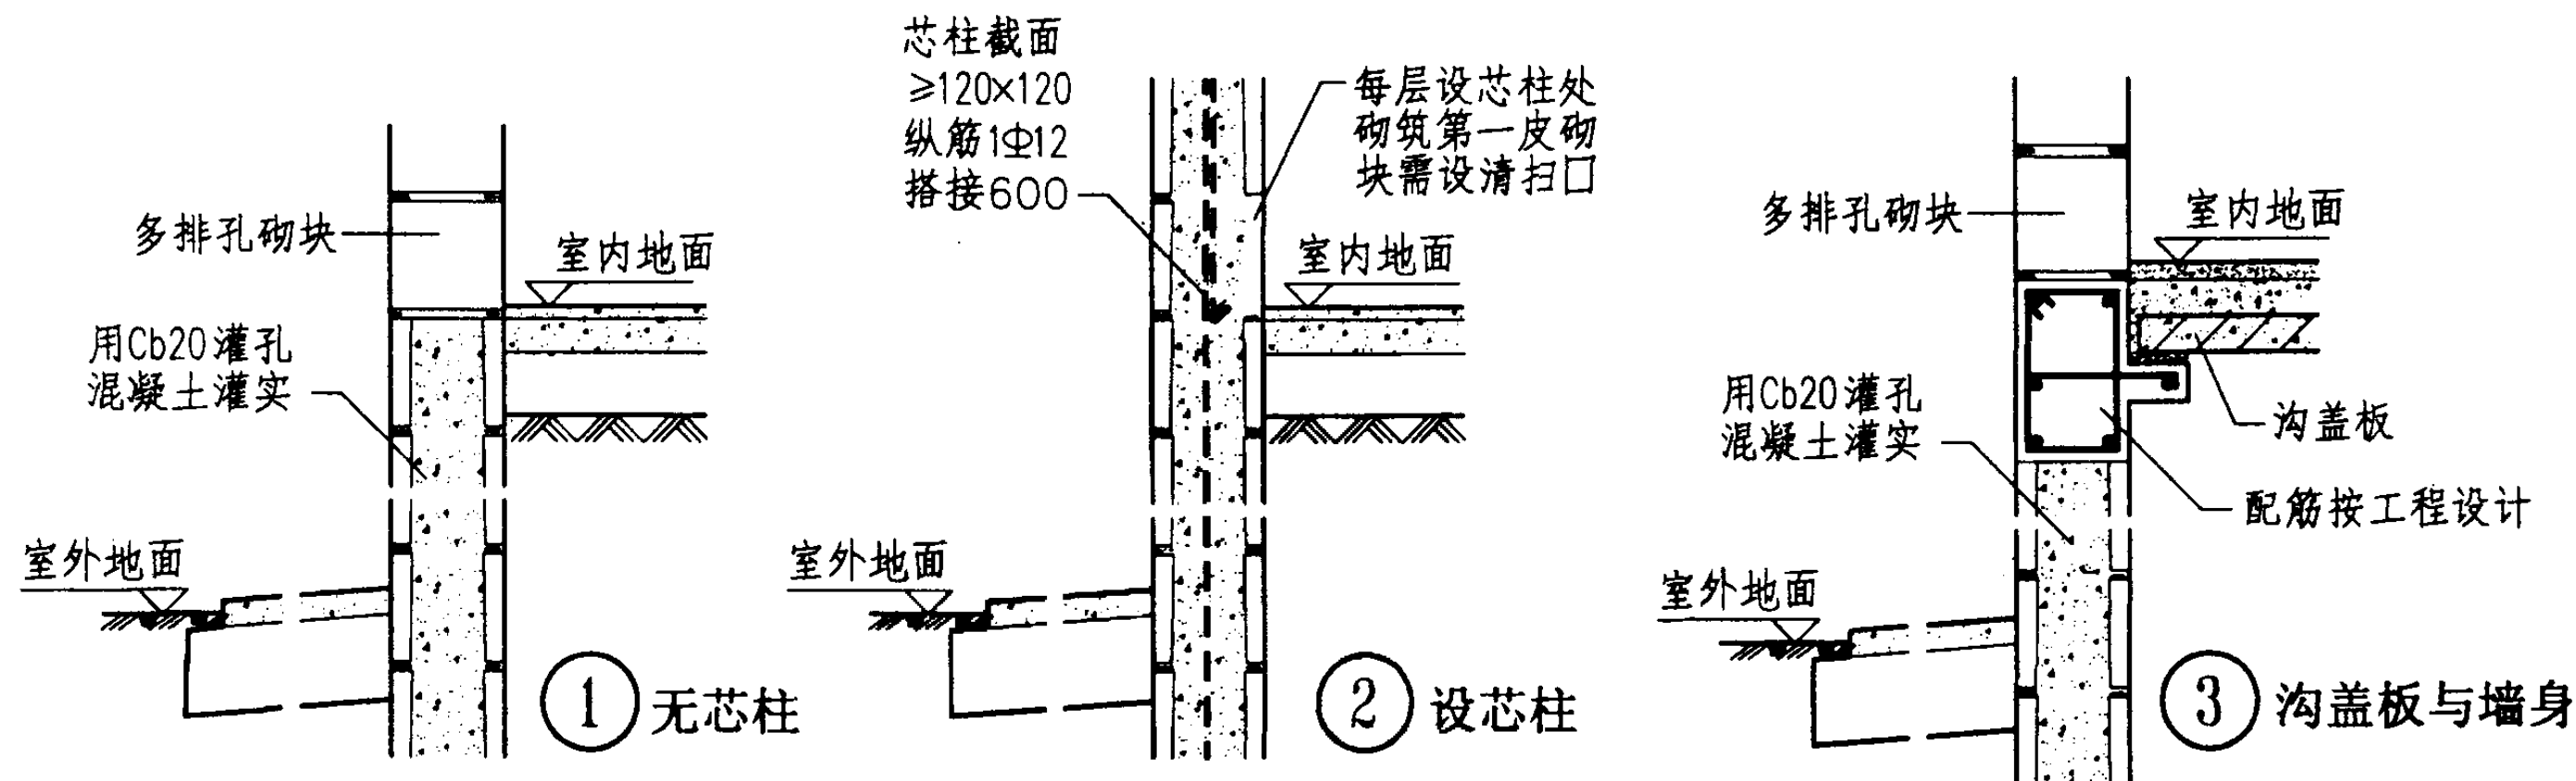 多排孔砌块
室内地面
用Cb20灌孔
混凝土灌实
室外地面
1 无芯柱
芯柱截面
≥120×120
纵筋1Φ12
搭接600
每层设芯柱处
砌筑第一皮砌
块需设清扫口
室内地面
室外地面
2 设芯柱
多排孔砌块
室内地面
用Cb20灌孔
混凝土灌实
沟盖板
配筋按工程设计
室外地面
3 沟盖板与墙身